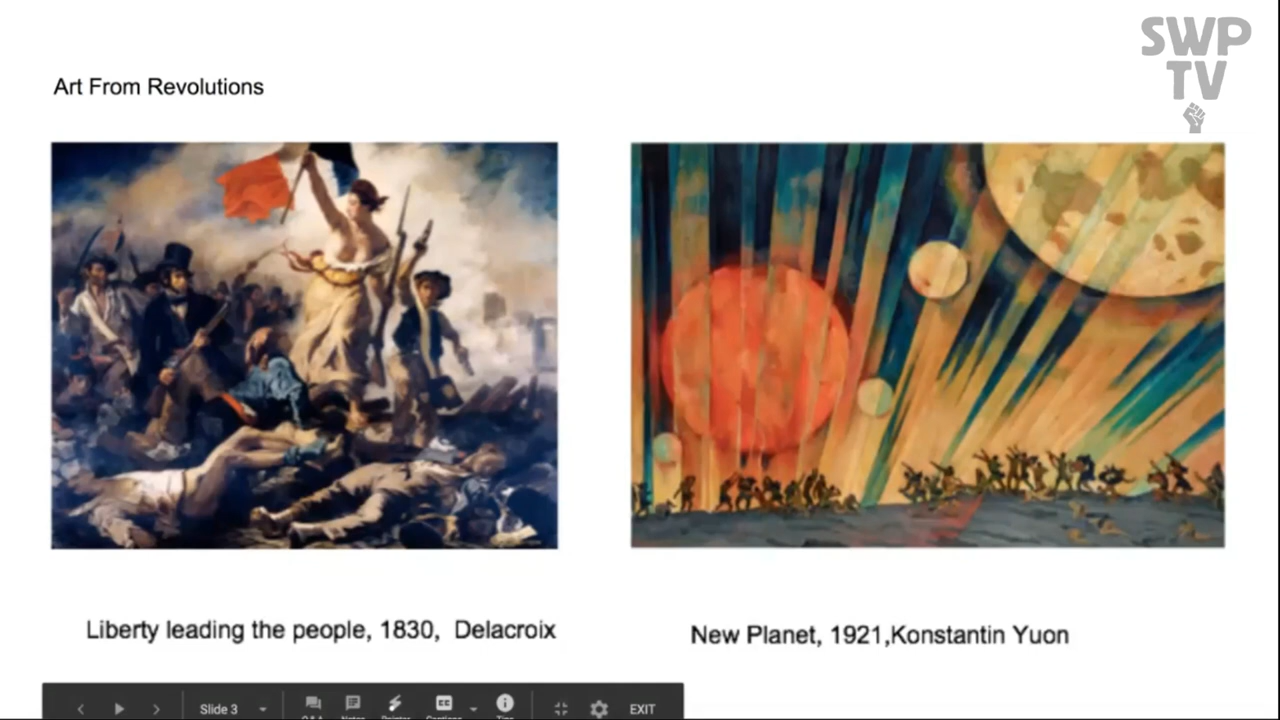 SWP
TV
Art From Revolutions
Liberty leading the people, 1830, Delacroix
New Planet, 1921,Konstantin Yuon
Slide 3
EXIT